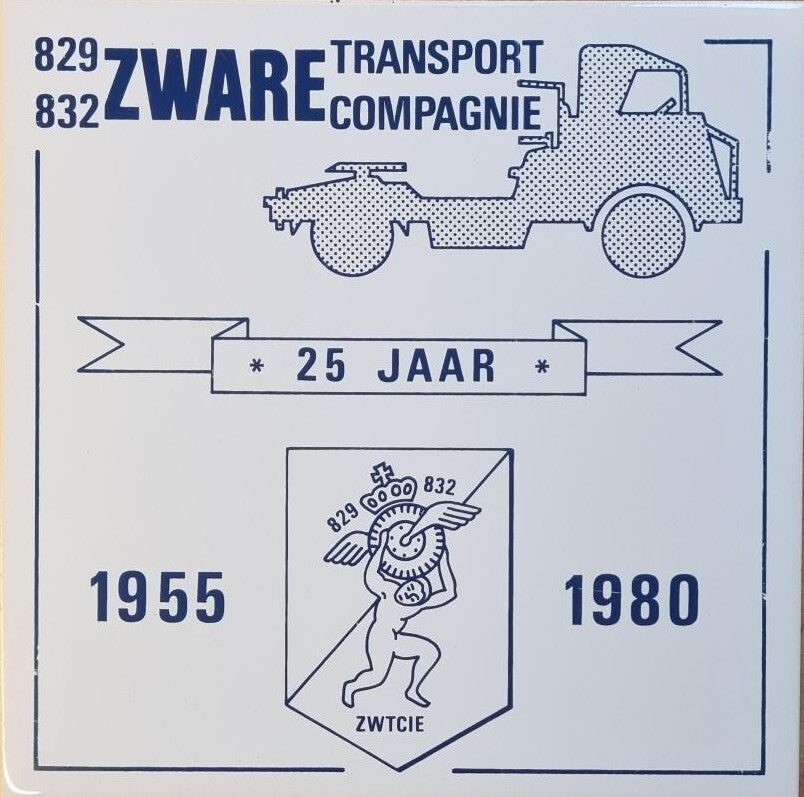 829 ZWARE TRANSPORT
832 COMPAGNIE
* 25 JAAR *
829 832
1955 1980
ZWTCIE